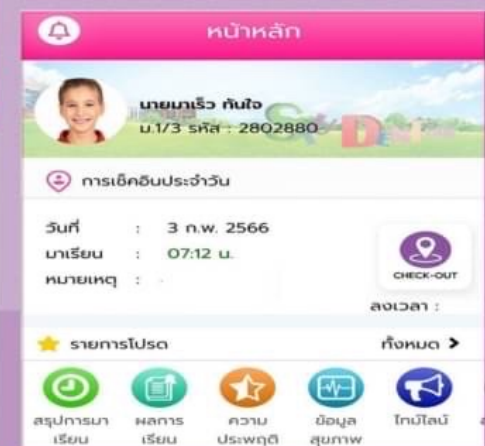 หน้าหลัก
นายมาเร็ว ทันใจ
ม.1/3 รหัส : 2802880
การเช็คอินประจำวัน
วันที่ : 3 ก.พ. 2566
มาเรียน : 07:12 น.
หมายเหตุ : -
CHECK-OUT
ลงเวลา :
รายการโปรด ทั้งหมด >
สรุปการมาเรียน
ผลการเรียน
ความประพฤติ
ข้อมูลสุขภาพ
ไทม์ไลน์